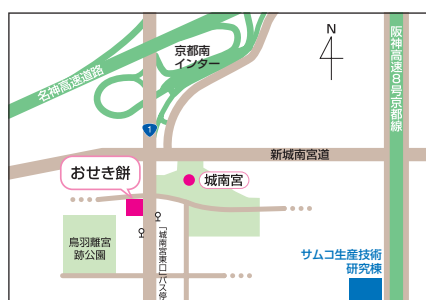 N
京都南
インター
名神高速道路
阪神高速8号京都線
1
新城南宮道
おせき餅
城南宮
鳥羽離宮
跡公園
「城南宮東口」バス停
サムコ生産技術
研究棟